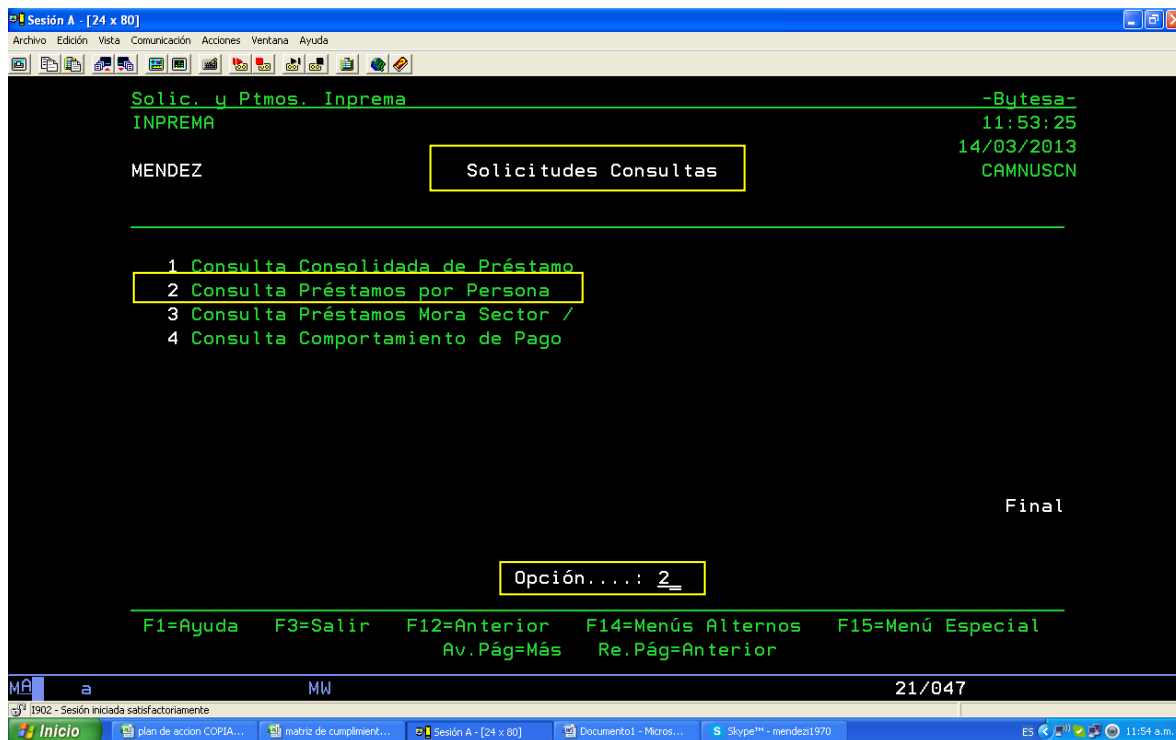 Sesión A - [24 x 80]
Archivo Edición Vista Comunicación Acciones Ventana Ayuda
Solic. y Ptmos. Inprema -Bytesa-
INPREMA 11:53:25
14/03/2013
MENDEZ Solicitudes Consultas CAMNUSCN
1 Consulta Consolidada de Préstamo
2 Consulta Préstamos por Persona
3 Consulta Préstamos Mora Sector /
4 Consulta Comportamiento de Pago
Final
Opción....: 2_
F1=Ayuda F3=Salir F12=Anterior F14=Menús Alternos F15=Menú Especial
Av.Pág=Más Re.Pág=Anterior
MA a MW 21/047
I902 - Sesión iniciada satisfactoriamente
Inicio plan de accion COPIA... matriz de cumplimient... Sesión A - [24 x 80] Documento1 - Micros... Skype™ - mendezi1970 ES 11:54 a.m.